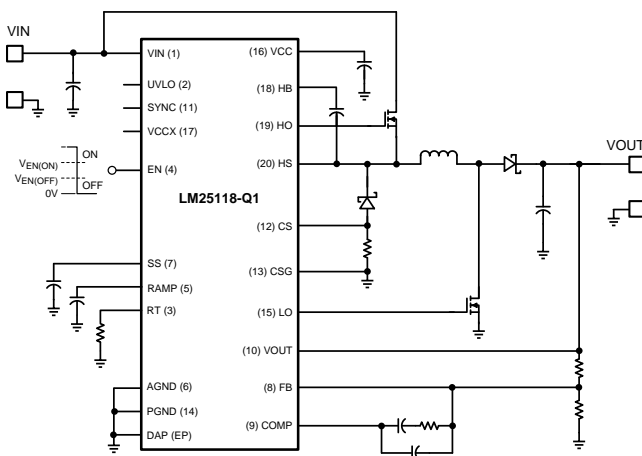 VIN
VIN (1)
UVLO (2)
SYNC (11)
VCCX (17)
EN (4)
V_EN(ON)
V_EN(OFF)
0V
ON
OFF
LM25118-Q1
SS (7)
RAMP (5)
RT (3)
AGND (6)
PGND (14)
DAP (EP)
(16) VCC
(18) HB
(19) HO
(20) HS
(12) CS
(13) CSG
(15) LO
(10) VOUT
(8) FB
(9) COMP
VOUT